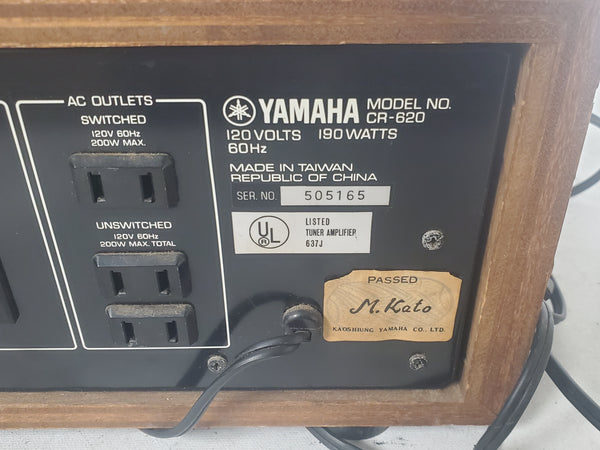 AC OUTLETS
SWITCHED
120V 60Hz
200W MAX.
UNSWITCHED
120V 60Hz
200W MAX. TOTAL
YAMAHA MODEL NO. CR-620
120 VOLTS 190 WATTS
60Hz
MADE IN TAIWAN
REPUBLIC OF CHINA
SER. NO. 505165
UL
®
LISTED
TUNER AMPLIFIER
637J
PASSED
M. Kato
KAOSHIUNG YAMAHA CO., LTD.